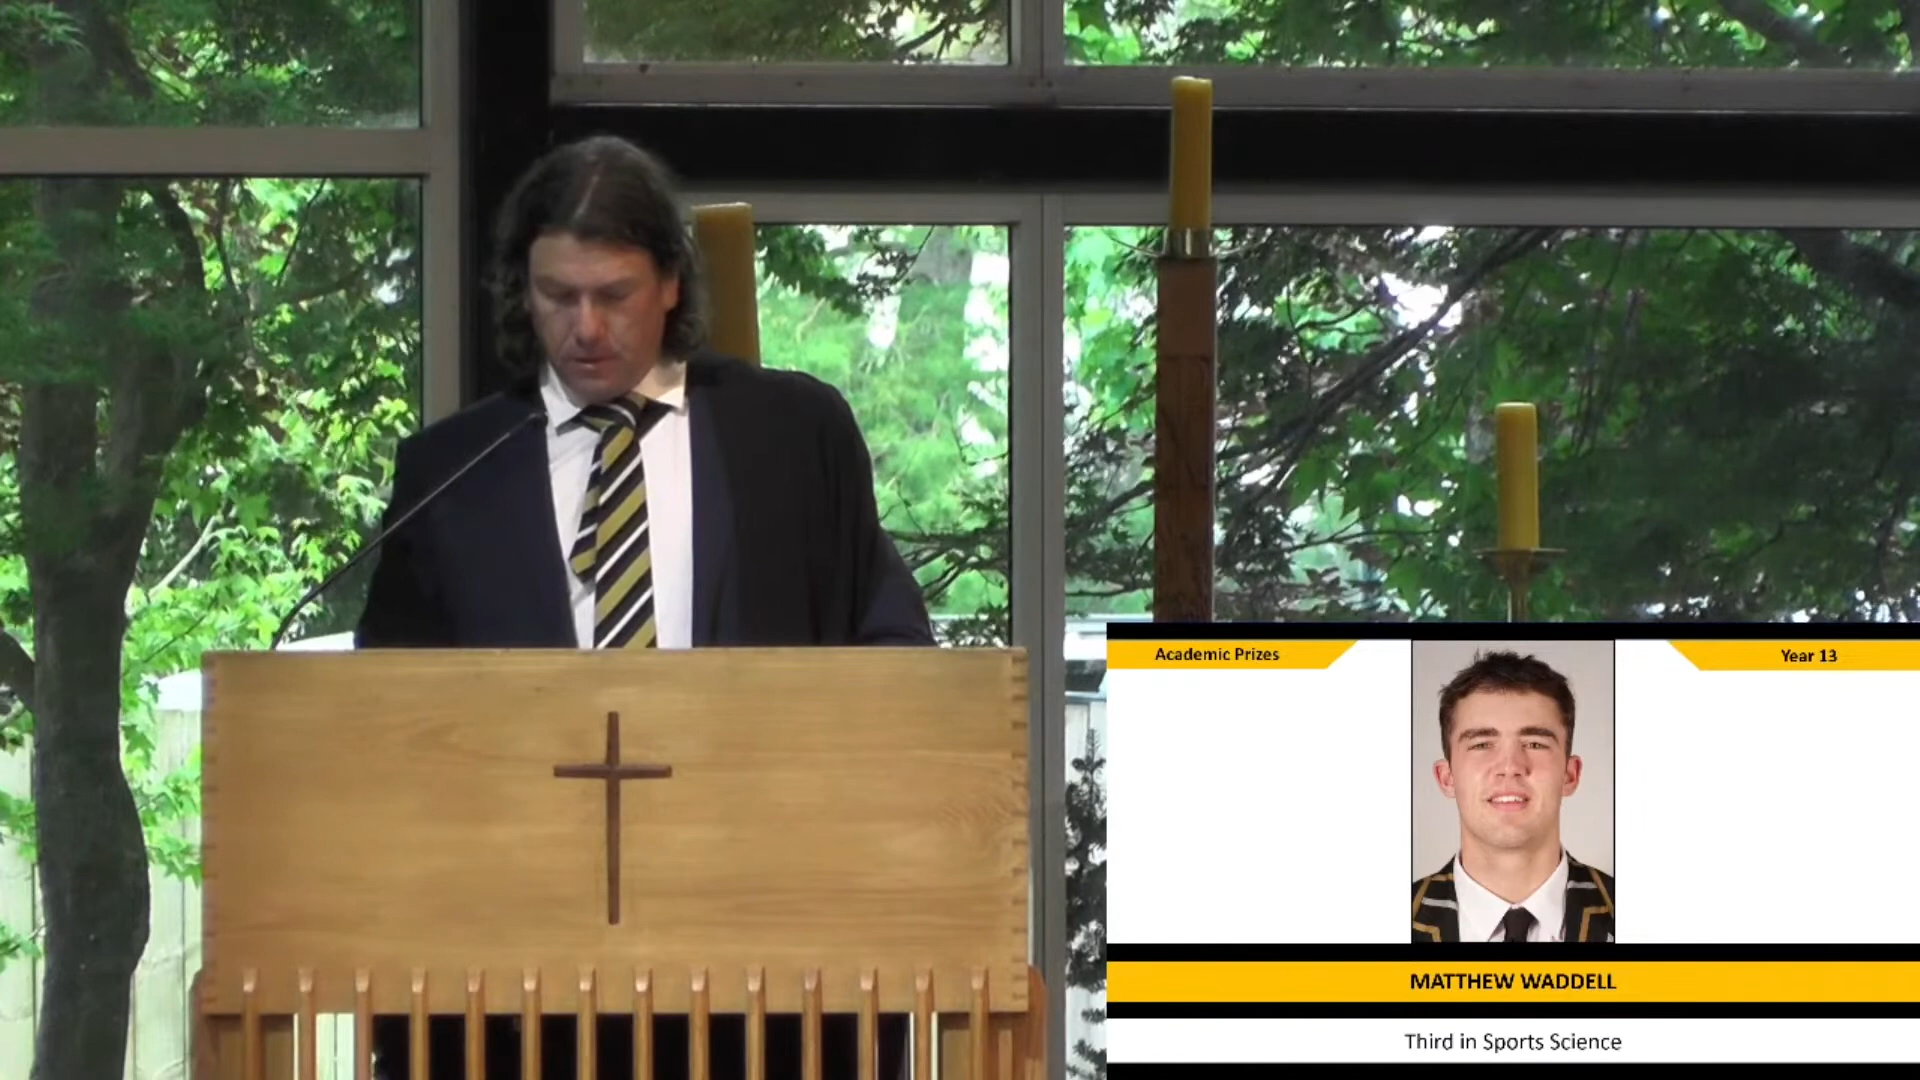 Academic Prizes
Year 13
MATTHEW WADDELL
Third in Sports Science